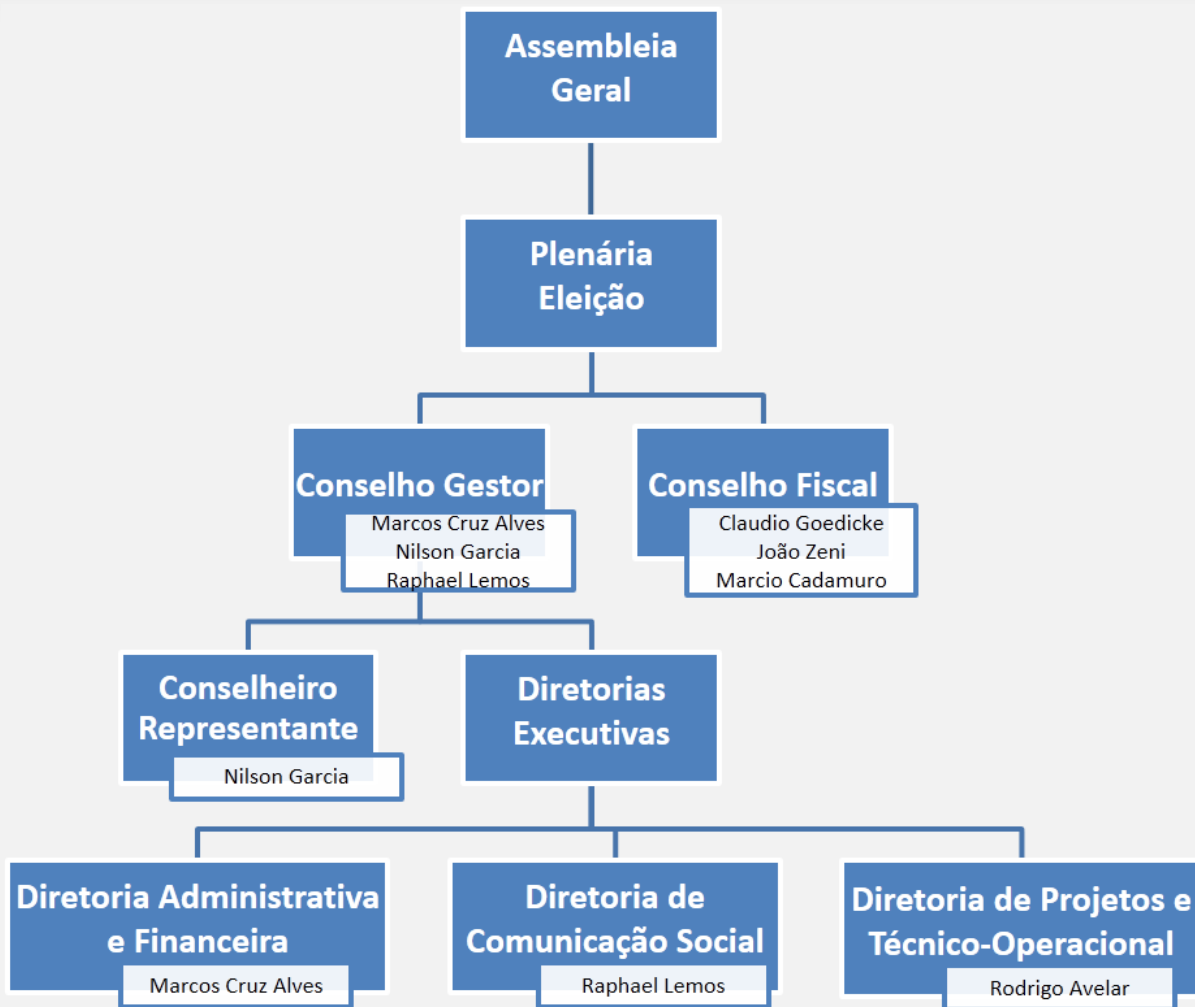 Assembleia
Geral
Plenária
Eleição
Conselho Gestor
Marcos Cruz Alves
Nilson Garcia
Raphael Lemos
Conselho Fiscal
Claudio Goedicke
João Zeni
Marcio Cadamuro
Conselheiro
Representante
Nilson Garcia
Diretorias
Executivas
Diretoria Administrativa
e Financeira
Marcos Cruz Alves
Diretoria de
Comunicação Social
Raphael Lemos
Diretoria de Projetos e
Técnico-Operacional
Rodrigo Avelar